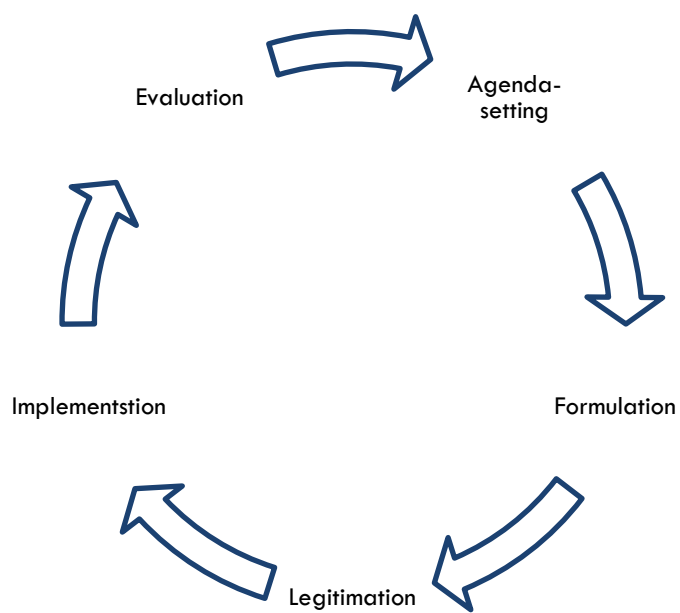 Evaluation
Agenda-
setting
Implementstion
Formulation
Legitimation